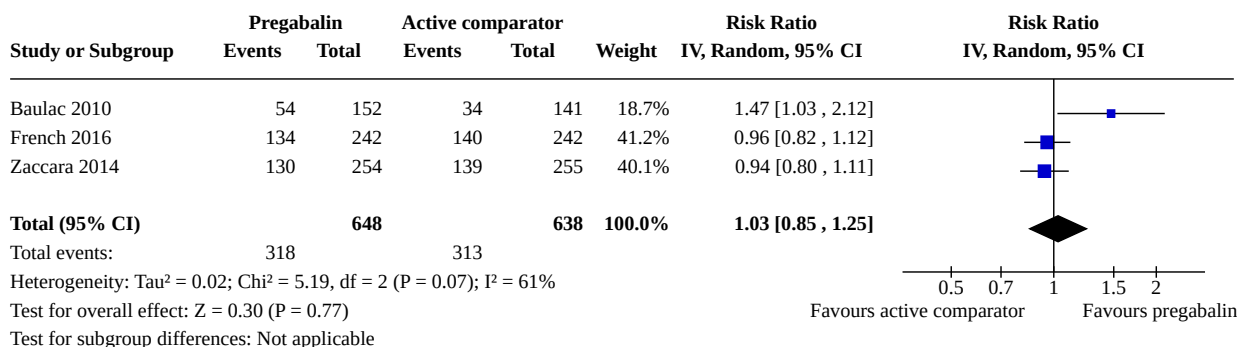 Pregabalin Active comparator Risk Ratio Risk Ratio
Study or Subgroup Events Total Events Total Weight IV, Random, 95% CI IV, Random, 95% CI
Baulac 2010 54 152 34 141 18.7% 1.47 [1.03 , 2.12]
French 2016 134 242 140 242 41.2% 0.96 [0.82 , 1.12]
Zaccara 2014 130 254 139 255 40.1% 0.94 [0.80 , 1.11]
Total (95% CI) 648 638 100.0% 1.03 [0.85 , 1.25]
Total events: 318 313
Heterogeneity: Tau² = 0.02; Chi² = 5.19, df = 2 (P = 0.07); I² = 61%
0.5 0.7 1 1.5 2
Test for overall effect: Z = 0.30 (P = 0.77) Favours active comparator Favours pregabalin
Test for subgroup differences: Not applicable